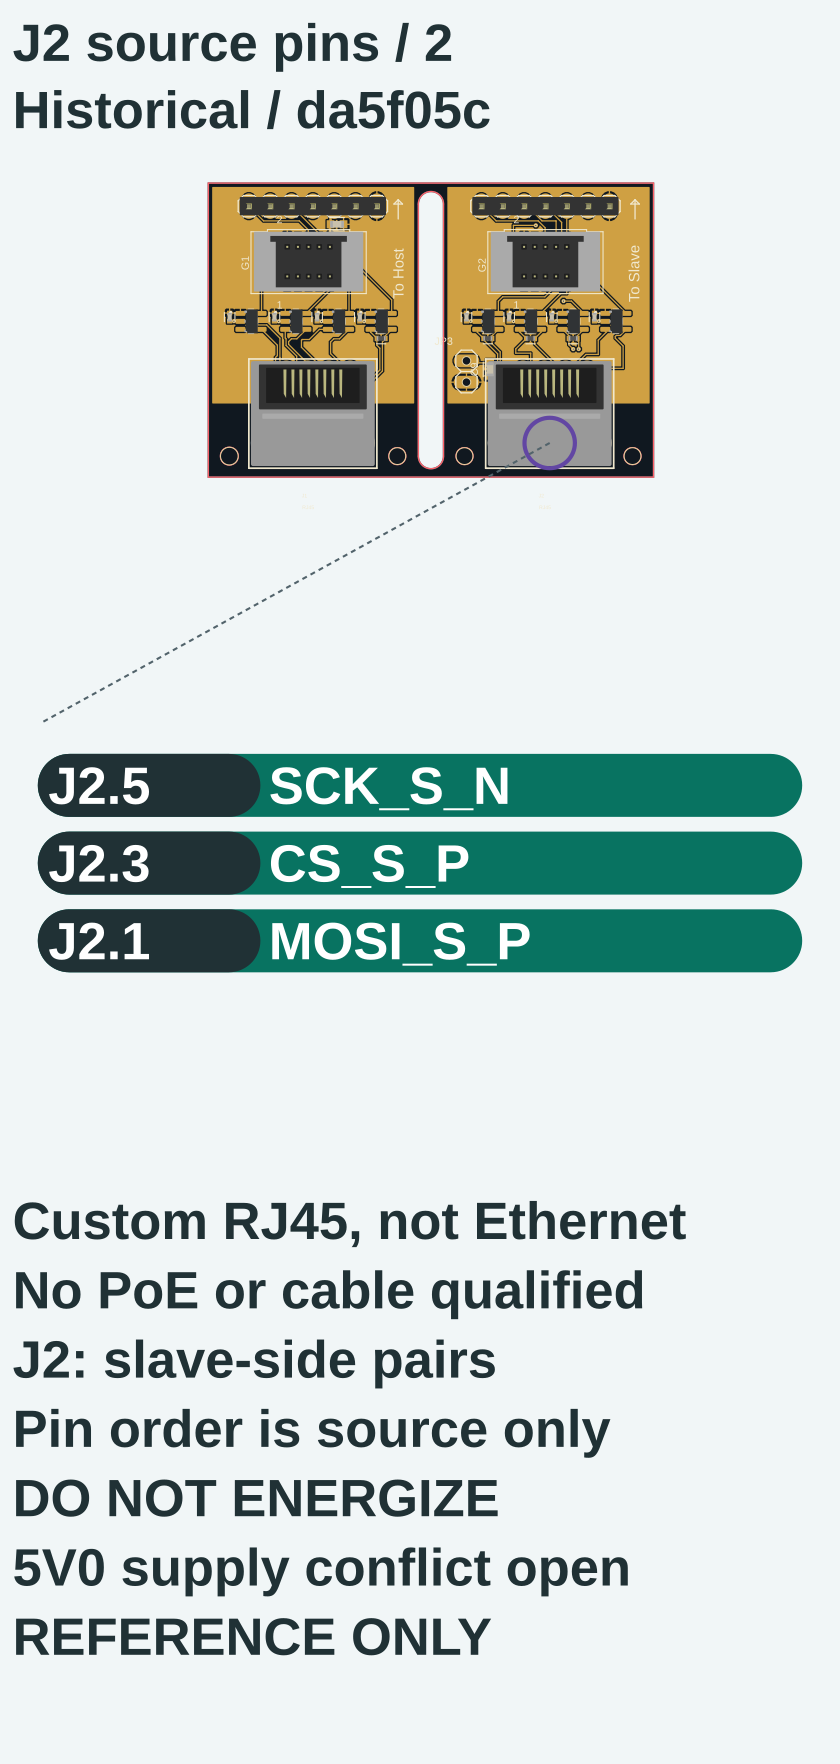 J2 source pins / 2
Historical / da5f05c
To Host
To Slave
G1
G2
1
1
J2.5 SCK_S_N
J2.3 CS_S_P
J2.1 MOSI_S_P
Custom RJ45, not Ethernet
No PoE or cable qualified
J2: slave-side pairs
Pin order is source only
DO NOT ENERGIZE
5V0 supply conflict open
REFERENCE ONLY